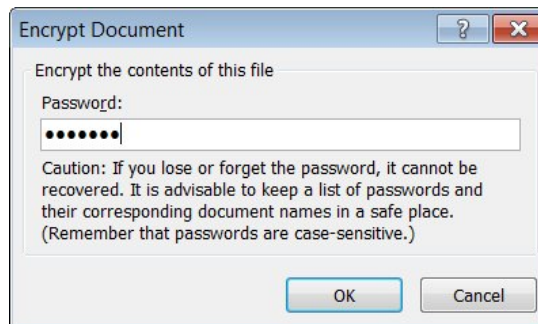 Encrypt Document
?
Encrypt the contents of this file
Password:
●●●●●●●
Caution: If you lose or forget the password, it cannot be
recovered. It is advisable to keep a list of passwords and
their corresponding document names in a safe place.
(Remember that passwords are case-sensitive.)
OK
Cancel